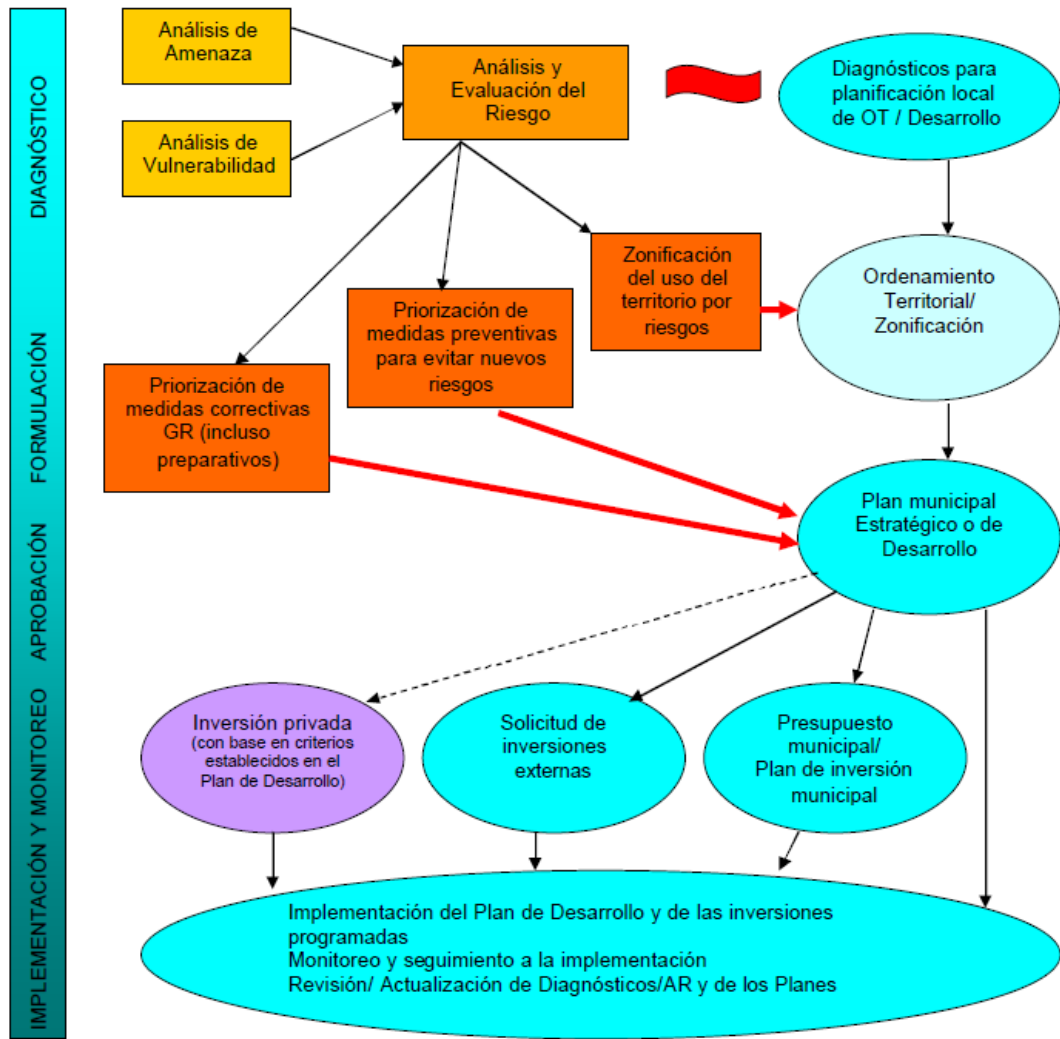 DIAGNÓSTICO
FORMULACIÓN
APROBACIÓN
IMPLEMENTACIÓN Y MONITOREO
Análisis de
Amenaza
Análisis de
Vulnerabilidad
Análisis y
Evaluación del
Riesgo
Diagnósticos para
planificación local
de OT / Desarrollo
Zonificación
del uso del
territorio por
riesgos
Ordenamiento
Territorial/
Zonificación
Priorización de
medidas preventivas
para evitar nuevos
riesgos
Priorización de
medidas correctivas
GR (incluso
preparativos)
Plan municipal
Estratégico o de
Desarrollo
Inversión privada
(con base en criterios
establecidos en el
Plan de Desarrollo)
Solicitud de
inversiones
externas
Presupuesto
municipal/
Plan de inversión
municipal
Implementación del Plan de Desarrollo y de las inversiones
programadas
Monitoreo y seguimiento a la implementación
Revisión/ Actualización de Diagnósticos/AR y de los Planes